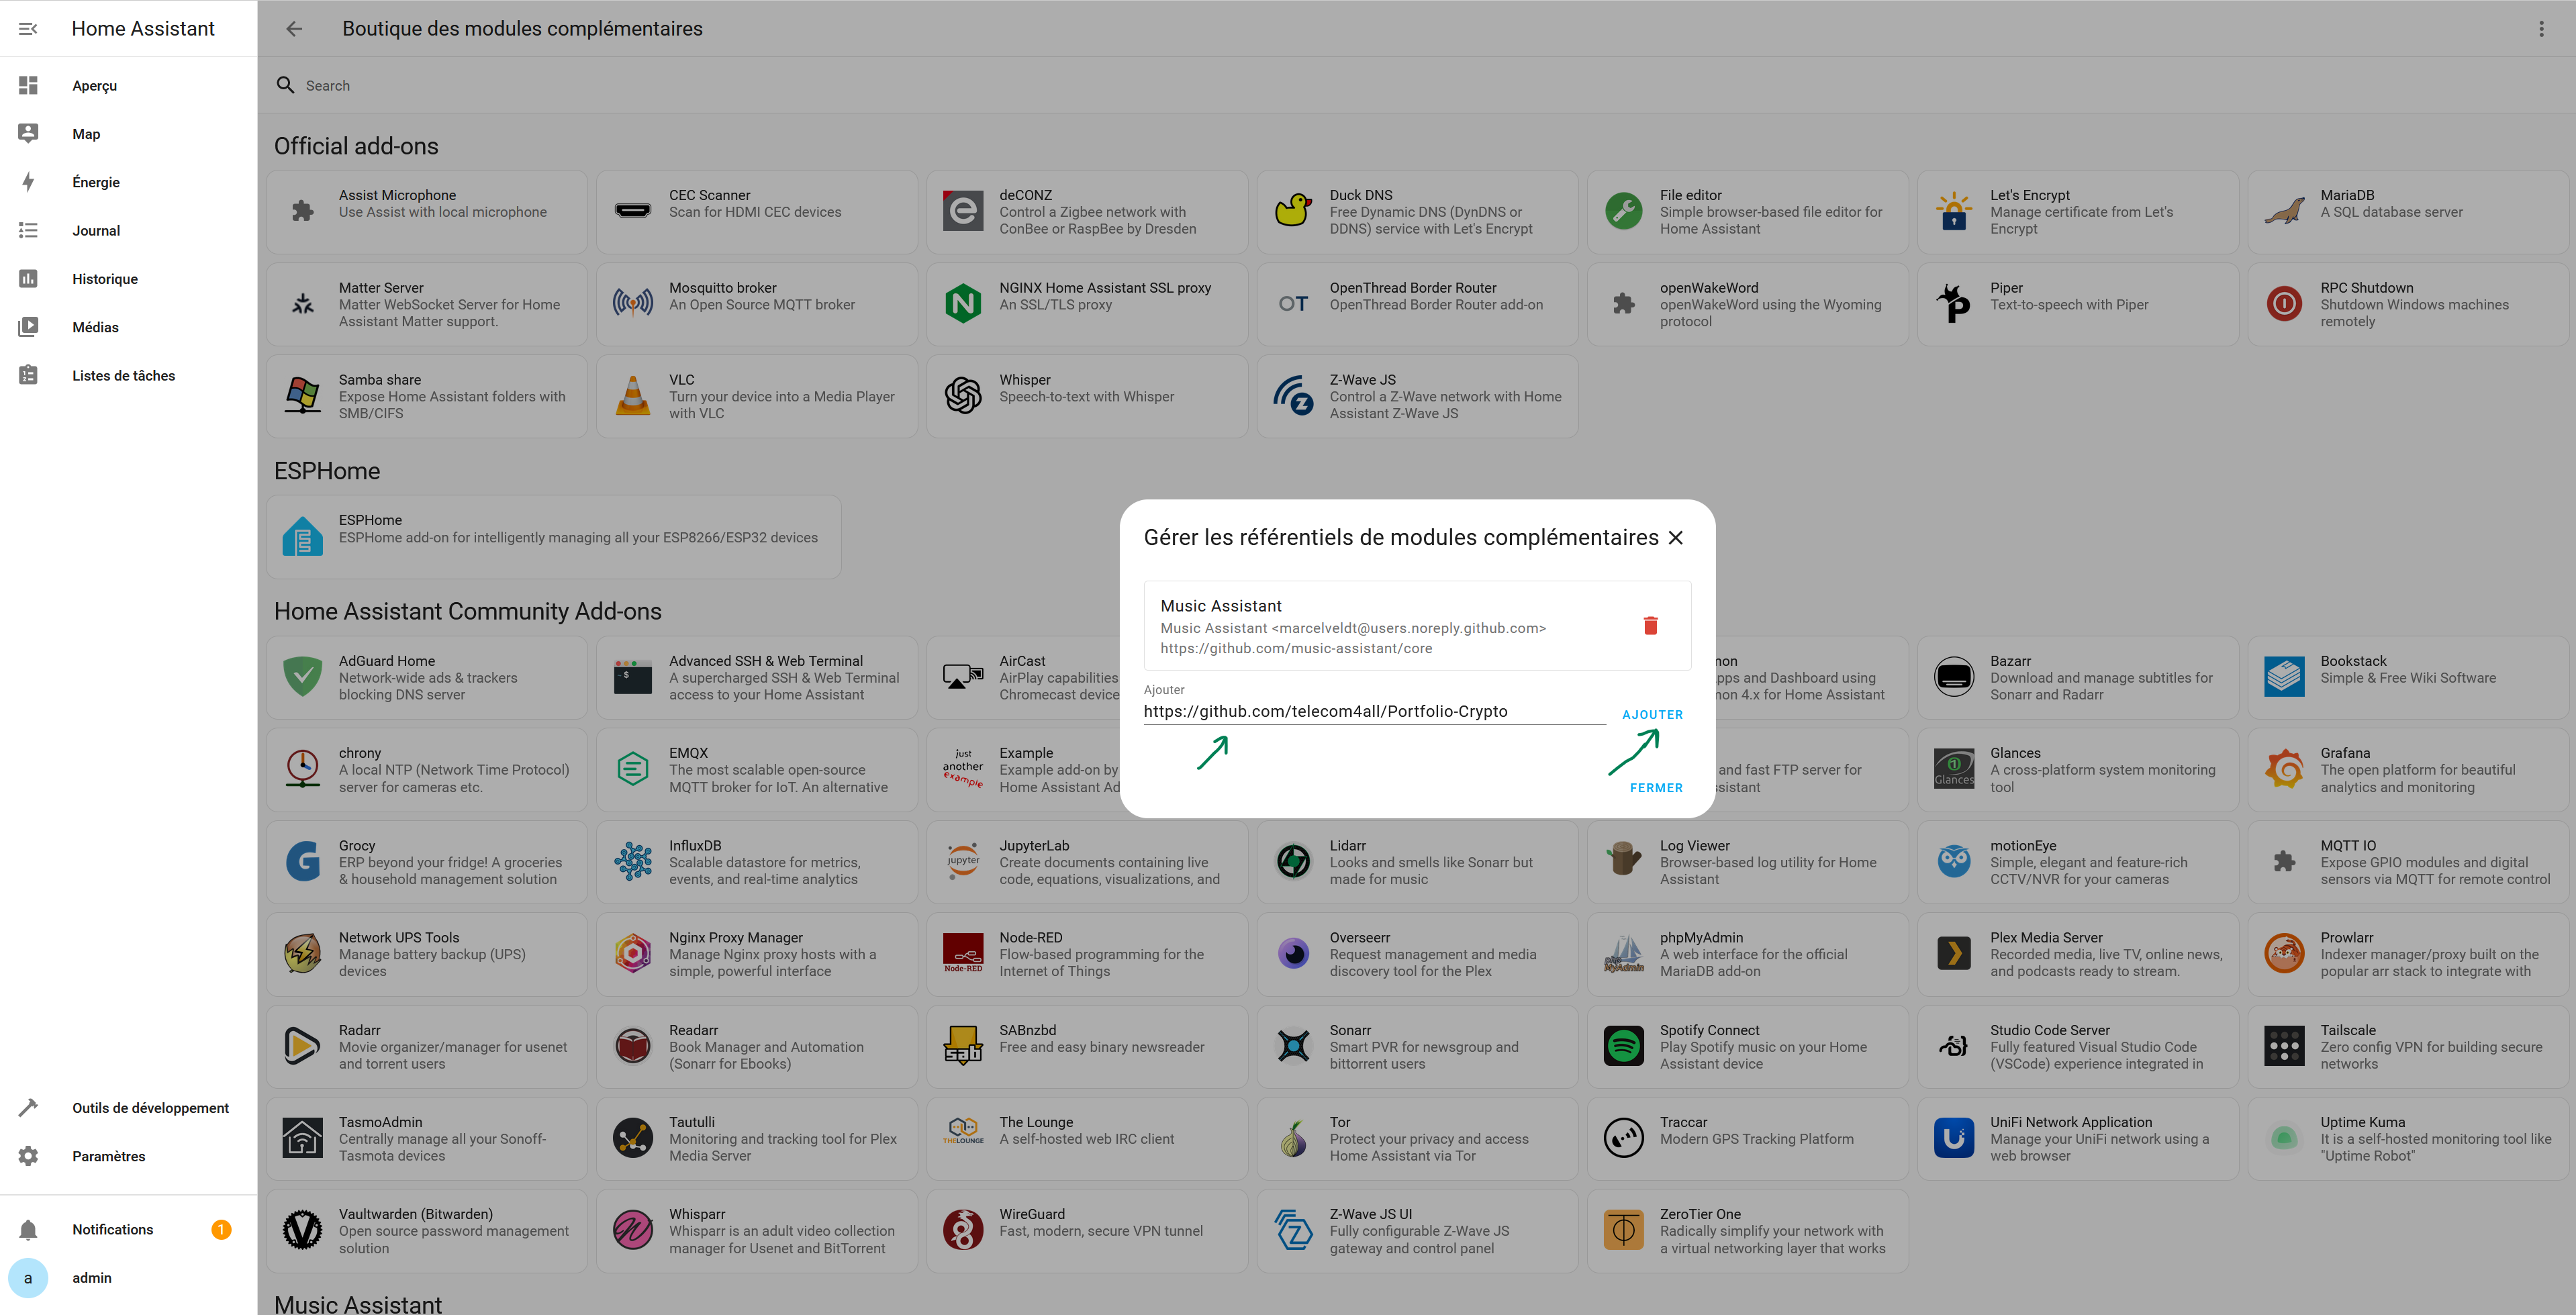 Home Assistant
Boutique des modules complémentaires
Aperçu
Map
Énergie
Journal
Historique
Médias
Listes de tâches
Outils de développement
Paramètres
Notifications
1
a
admin
Search
Official add-ons
Assist Microphone
Use Assist with local microphone
CEC Scanner
Scan for HDMI CEC devices
deCONZ
Control a Zigbee network with
ConBee or RaspBee by Dresden
Duck DNS
Free Dynamic DNS (DynDNS or
DDNS) service with Let's Encrypt
File editor
Simple browser-based file editor for
Home Assistant
Let's Encrypt
Manage certificate from Let's
Encrypt
MariaDB
A SQL database server
Matter Server
Matter WebSocket Server for Home
Assistant Matter support.
Mosquitto broker
An Open Source MQTT broker
NGINX Home Assistant SSL proxy
An SSL/TLS proxy
OT
OpenThread Border Router
OpenThread Border Router add-on
openWakeWord
openWakeWord using the Wyoming
protocol
Piper
Text-to-speech with Piper
RPC Shutdown
Shutdown Windows machines
remotely
Samba share
Expose Home Assistant folders with
SMB/CIFS
VLC
Turn your device into a Media Player
with VLC
Whisper
Speech-to-text with Whisper
Z-Wave JS
Control a Z-Wave network with Home
Assistant Z-Wave JS
ESPHome
ESPHome
ESPHome add-on for intelligently managing all your ESP8266/ESP32 devices
Gérer les référentiels de modules complémentaires
Music Assistant
Music Assistant <marcelveldt@users.noreply.github.com>
https://github.com/music-assistant/core
Ajouter
https://github.com/telecom4all/Portfolio-Crypto
AJOUTER
FERMER
Home Assistant Community Add-ons
AdGuard Home
Network-wide ads & trackers
blocking DNS server
Advanced SSH & Web Terminal
A supercharged SSH & Web Terminal
access to your Home Assistant
AirCast
AirPlay capabilities
Chromecast device
non
pps and Dashboard using
non 4.x for Home Assistant
Bazarr
Download and manage subtitles for
Sonarr and Radarr
Bookstack
Simple & Free Wiki Software
chrony
A local NTP (Network Time Protocol)
server for cameras etc.
EMQX
The most scalable open-source
MQTT broker for IoT. An alternative
just
another
example
Example
Example add-on by
Home Assistant Ad
and fast FTP server for
ssistant
Glances
Glances
A cross-platform system monitoring
tool
Grafana
The open platform for beautiful
analytics and monitoring
Grocy
ERP beyond your fridge! A groceries
& household management solution
InfluxDB
Scalable datastore for metrics,
events, and real-time analytics
jupyter
JupyterLab
Create documents containing live
code, equations, visualizations, and
Lidarr
Looks and smells like Sonarr but
made for music
Log Viewer
Browser-based log utility for Home
Assistant
motionEye
Simple, elegant and feature-rich
CCTV/NVR for your cameras
MQTT IO
Expose GPIO modules and digital
sensors via MQTT for remote control
Network UPS Tools
Manage battery backup (UPS)
devices
Nginx Proxy Manager
Manage Nginx proxy hosts with a
simple, powerful interface
Node-RED
Node-RED
Flow-based programming for the
Internet of Things
Overseerr
Request management and media
discovery tool for the Plex
phpMyAdmin
A web interface for the official
MariaDB add-on
Plex Media Server
Recorded media, live TV, online news,
and podcasts ready to stream.
Prowlarr
Indexer manager/proxy built on the
popular arr stack to integrate with
Radarr
Movie organizer/manager for usenet
and torrent users
Readarr
Book Manager and Automation
(Sonarr for Ebooks)
SABnzbd
Free and easy binary newsreader
Sonarr
Smart PVR for newsgroup and
bittorrent users
Spotify Connect
Play Spotify music on your Home
Assistant device
Studio Code Server
Fully featured Visual Studio Code
(VSCode) experience integrated in
Tailscale
Zero config VPN for building secure
networks
TasmoAdmin
Centrally manage all your Sonoff-
Tasmota devices
Tautulli
Monitoring and tracking tool for Plex
Media Server
THELOUNGE
The Lounge
A self-hosted web IRC client
Tor
Protect your privacy and access
Home Assistant via Tor
Traccar
Modern GPS Tracking Platform
UniFi Network Application
Manage your UniFi network using a
web browser
Uptime Kuma
It is a self-hosted monitoring tool like
"Uptime Robot"
Vaultwarden (Bitwarden)
Open source password management
solution
Whisparr
Whisparr is an adult video collection
manager for Usenet and BitTorrent
WireGuard
Fast, modern, secure VPN tunnel
Z-Wave JS UI
Fully configurable Z-Wave JS
gateway and control panel
ZeroTier One
Radically simplify your network with
a virtual networking layer that works
Music Assistant